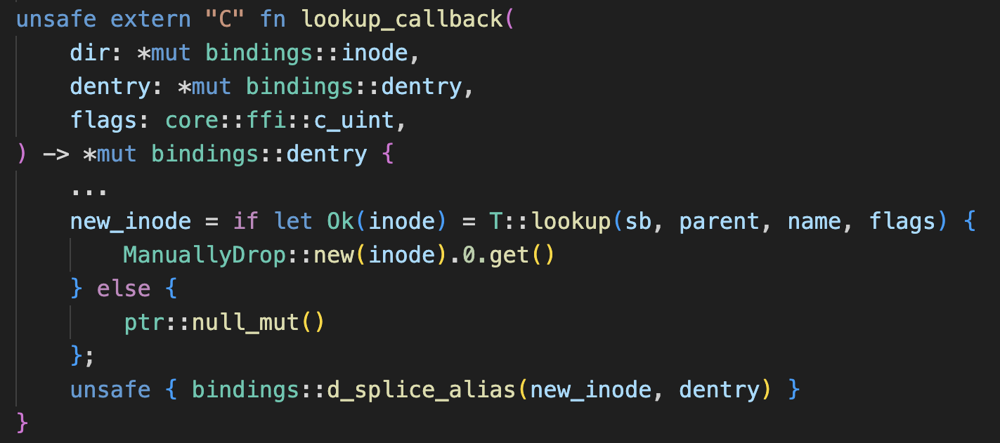 unsafe extern "C" fn lookup_callback(
    dir: *mut bindings::inode,
    dentry: *mut bindings::dentry,
    flags: core::ffi::c_uint,
) -> *mut bindings::dentry {
    ...
    new_inode = if let Ok(inode) = T::lookup(sb, parent, name, flags) {
        ManuallyDrop::new(inode).0.get()
    } else {
        ptr::null_mut()
    };
    unsafe { bindings::d_splice_alias(new_inode, dentry) }
}